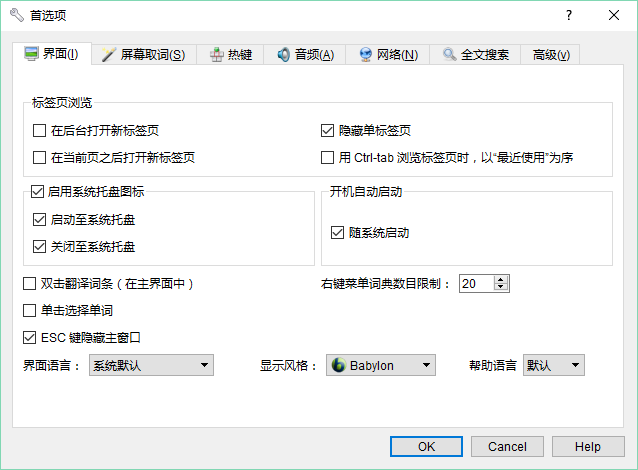 首选项
界面(I) 屏幕取词(S) 热键 音频(A) 网络(N) 全文搜索 高级(v)
标签页浏览
在后台打开新标签页 隐藏单标签页
在当前页之后打开新标签页 用 Ctrl-tab 浏览标签页时，以“最近使用”为序
启用系统托盘图标 开机自动启动
启动至系统托盘
随系统启动
关闭至系统托盘
双击翻译词条（在主界面中） 右键菜单词典数目限制： 20
单击选择单词
ESC 键隐藏主窗口
界面语言： 系统默认 显示风格： Babylon 帮助语言 默认
OK Cancel Help